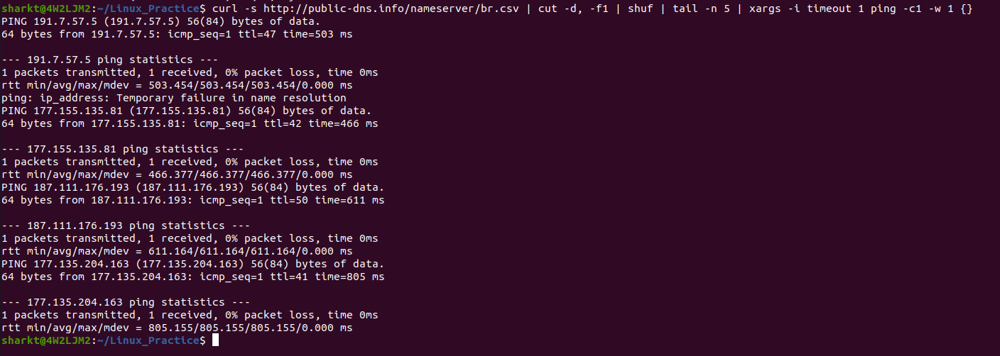 sharkt@4W2LJM2:~/Linux_Practice$ curl -s http://public-dns.info/nameserver/br.csv | cut -d, -f1 | shuf | tail -n 5 | xargs -i timeout 1 ping -c1 -w 1 {}
PING 191.7.57.5 (191.7.57.5) 56(84) bytes of data.
64 bytes from 191.7.57.5: icmp_seq=1 ttl=47 time=503 ms

--- 191.7.57.5 ping statistics ---
1 packets transmitted, 1 received, 0% packet loss, time 0ms
rtt min/avg/max/mdev = 503.454/503.454/503.454/0.000 ms
ping: ip_address: Temporary failure in name resolution
PING 177.155.135.81 (177.155.135.81) 56(84) bytes of data.
64 bytes from 177.155.135.81: icmp_seq=1 ttl=42 time=466 ms

--- 177.155.135.81 ping statistics ---
1 packets transmitted, 1 received, 0% packet loss, time 0ms
rtt min/avg/max/mdev = 466.377/466.377/466.377/0.000 ms
PING 187.111.176.193 (187.111.176.193) 56(84) bytes of data.
64 bytes from 187.111.176.193: icmp_seq=1 ttl=50 time=611 ms

--- 187.111.176.193 ping statistics ---
1 packets transmitted, 1 received, 0% packet loss, time 0ms
rtt min/avg/max/mdev = 611.164/611.164/611.164/0.000 ms
PING 177.135.204.163 (177.135.204.163) 56(84) bytes of data.
64 bytes from 177.135.204.163: icmp_seq=1 ttl=41 time=805 ms

--- 177.135.204.163 ping statistics ---
1 packets transmitted, 1 received, 0% packet loss, time 0ms
rtt min/avg/max/mdev = 805.155/805.155/805.155/0.000 ms
sharkt@4W2LJM2:~/Linux_Practice$